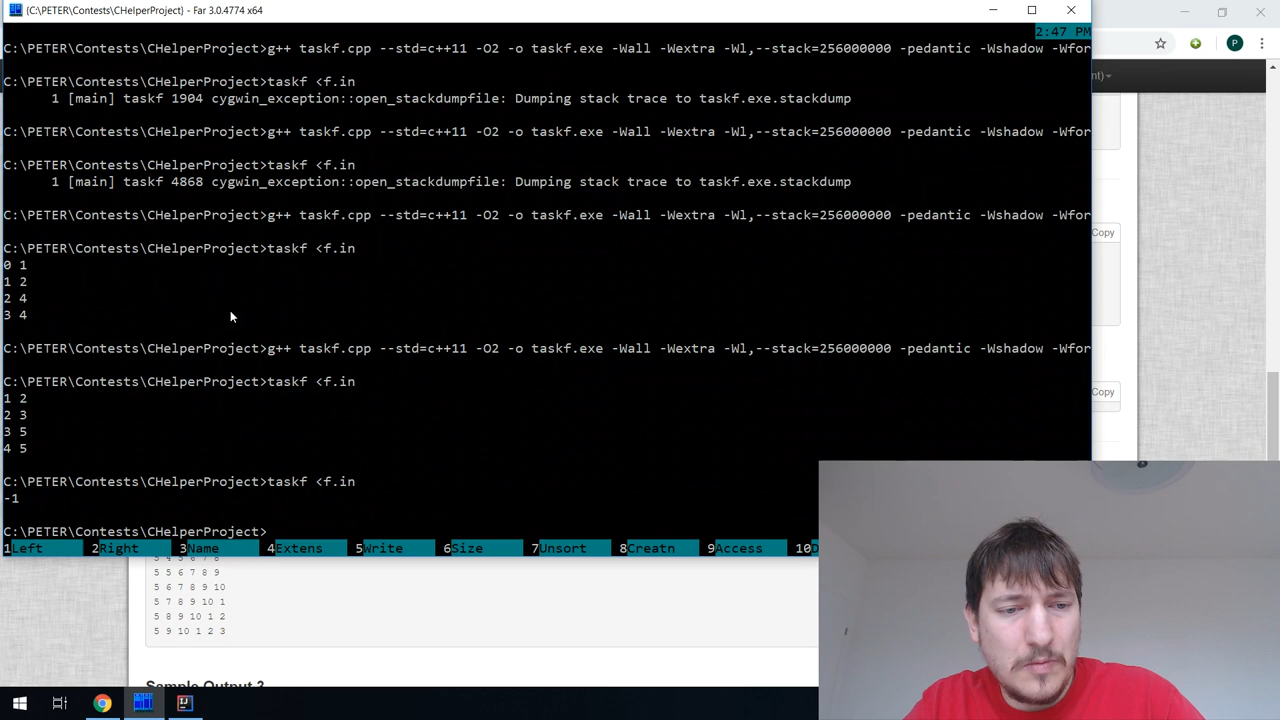 {C:\PETER\Contests\CHelperProject} - Far 3.0.4774 x64
2:47 PM
C:\PETER\Contests\CHelperProject>g++ taskf.cpp --std=c++11 -O2 -o taskf.exe -Wall -Wextra -Wl,--stack=256000000 -pedantic -Wshadow -Wfor
C:\PETER\Contests\CHelperProject>taskf <f.in
1 [main] taskf 1904 cygwin_exception::open_stackdumpfile: Dumping stack trace to taskf.exe.stackdump
C:\PETER\Contests\CHelperProject>g++ taskf.cpp --std=c++11 -O2 -o taskf.exe -Wall -Wextra -Wl,--stack=256000000 -pedantic -Wshadow -Wfor
C:\PETER\Contests\CHelperProject>taskf <f.in
1 [main] taskf 4868 cygwin_exception::open_stackdumpfile: Dumping stack trace to taskf.exe.stackdump
C:\PETER\Contests\CHelperProject>g++ taskf.cpp --std=c++11 -O2 -o taskf.exe -Wall -Wextra -Wl,--stack=256000000 -pedantic -Wshadow -Wfor
C:\PETER\Contests\CHelperProject>taskf <f.in
0 1
1 2
2 4
3 4
C:\PETER\Contests\CHelperProject>g++ taskf.cpp --std=c++11 -O2 -o taskf.exe -Wall -Wextra -Wl,--stack=256000000 -pedantic -Wshadow -Wfor
C:\PETER\Contests\CHelperProject>taskf <f.in
1 2
2 3
3 5
4 5
C:\PETER\Contests\CHelperProject>taskf <f.in
-1
C:\PETER\Contests\CHelperProject>
1Left 2Right 3Name 4Extens 5Write 6Size 7Unsort 8Creatn 9Access 10D
P
nt)
Copy
Copy
5 5 6 7 8 9
5 6 7 8 9 10
5 7 8 9 10 1
5 8 9 10 1 2
5 9 10 1 2 3
Sample Output 2